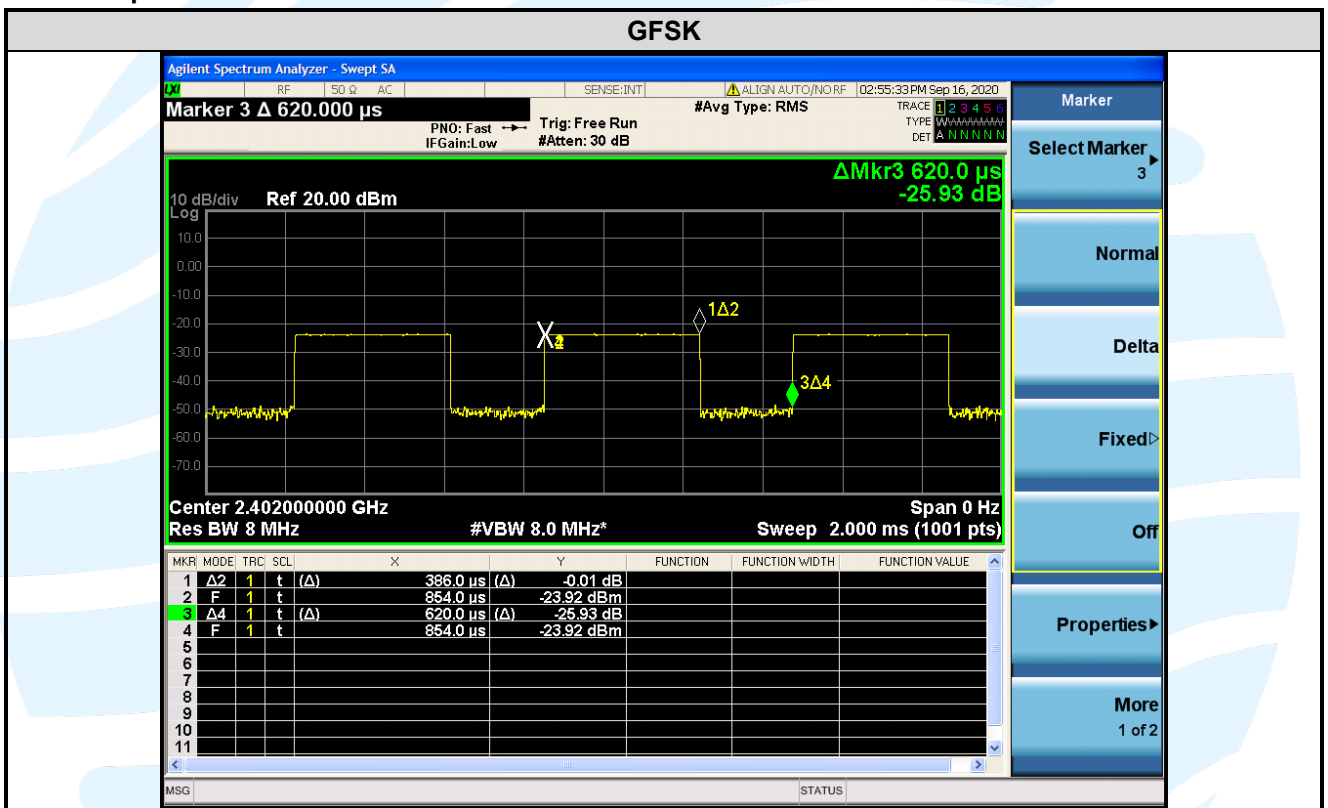 GFSK
Agilent Spectrum Analyzer - Swept SA
LXI RF 50 Ω AC SENSE:INT ALIGN AUTO/NO RF 02:55:33 PM Sep 16, 2020
Marker 3 Δ 620.000 µs
PNO: Fast
IFGain:Low
Trig: Free Run
#Atten: 30 dB
#Avg Type: RMS
TRACE 1 2 3 4 5 6
TYPE WWWWWW
DET A N N N N N
ΔMkr3 620.0 µs
-25.93 dB
10 dB/div Ref 20.00 dBm
Log
10.0
0.00
-10.0
-20.0
-30.0
-40.0
-50.0
-60.0
-70.0
1Δ2
3Δ4
Center 2.402000000 GHz Span 0 Hz
Res BW 8 MHz #VBW 8.0 MHz* Sweep 2.000 ms (1001 pts)
MKR MODE TRC SCL X Y FUNCTION FUNCTION WIDTH FUNCTION VALUE
1 Δ2 1 t (Δ) 386.0 µs (Δ) -0.01 dB
2 F 1 t 854.0 µs -23.92 dBm
3 Δ4 1 t (Δ) 620.0 µs (Δ) -25.93 dB
4 F 1 t 854.0 µs -23.92 dBm
5
6
7
8
9
10
11
MSG STATUS
Marker
Select Marker
3
Normal
Delta
Fixed
Off
Properties
More
1 of 2